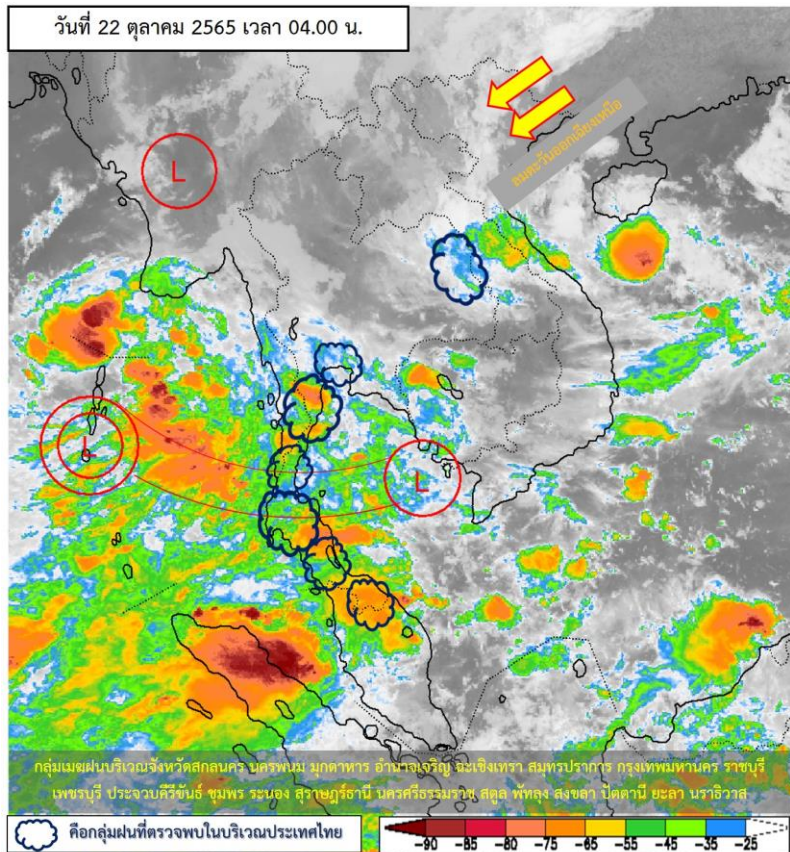 วันที่ 22 ตุลาคม 2565 เวลา 04.00 น.
ลมตะวันออกเฉียงเหนือ
L
L
L
กลุ่มเมฆฝนบริเวณจังหวัดสกลนคร นครพนม มุกดาหาร อำนาจเจริญ ฉะเชิงเทรา สมุทรปราการ กรุงเทพมหานคร ราชบุรี
เพชรบุรี ประจวบคีรีขันธ์ ชุมพร ระนอง สุราษฎร์ธานี นครศรีธรรมราช สตูล พัทลุง สงขลา ปัตตานี ยะลา นราธิวาส
คือกลุ่มฝนที่ตรวจพบในบริเวณประเทศไทย
-90 -85 -80 -75 -65 -55 -45 -35 -25